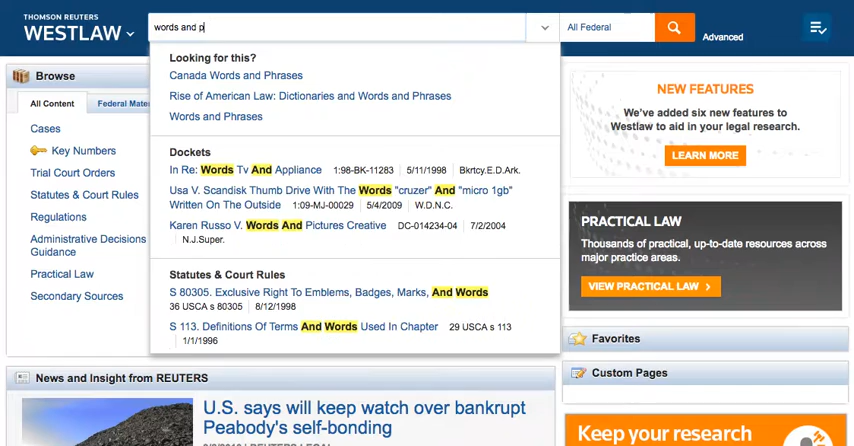 THOMSON REUTERS
WESTLAW
words and p
All Federal
Advanced
Browse
All Content
Federal Mater
Cases
Key Numbers
Trial Court Orders
Statutes & Court Rules
Regulations
Administrative Decisions
Guidance
Practical Law
Secondary Sources
Looking for this?
Canada Words and Phrases
Rise of American Law: Dictionaries and Words and Phrases
Words and Phrases
Dockets
In Re: Words Tv And Appliance 1:98-BK-11283 | 5/11/1998 | Bkrtcy.E.D.Ark.
Usa V. Scandisk Thumb Drive With The Words "cruzer" And "micro 1gb"
Written On The Outside 1:09-MJ-00029 | 5/4/2009 | W.D.N.C.
Karen Russo V. Words And Pictures Creative DC-014234-04 | 7/2/2004
| N.J.Super.
Statutes & Court Rules
S 80305. Exclusive Right To Emblems, Badges, Marks, And Words
36 USCA s 80305 | 8/12/1998
S 113. Definitions Of Terms And Words Used In Chapter 29 USCA s 113
| 1/1/1996
NEW FEATURES
We've added six new features to
Westlaw to aid in your legal research.
LEARN MORE
PRACTICAL LAW
Thousands of practical, up-to-date resources across
major practice areas.
VIEW PRACTICAL LAW
Favorites
Custom Pages
News and Insight from REUTERS
U.S. says will keep watch over bankrupt
Peabody's self-bonding
Keep your research